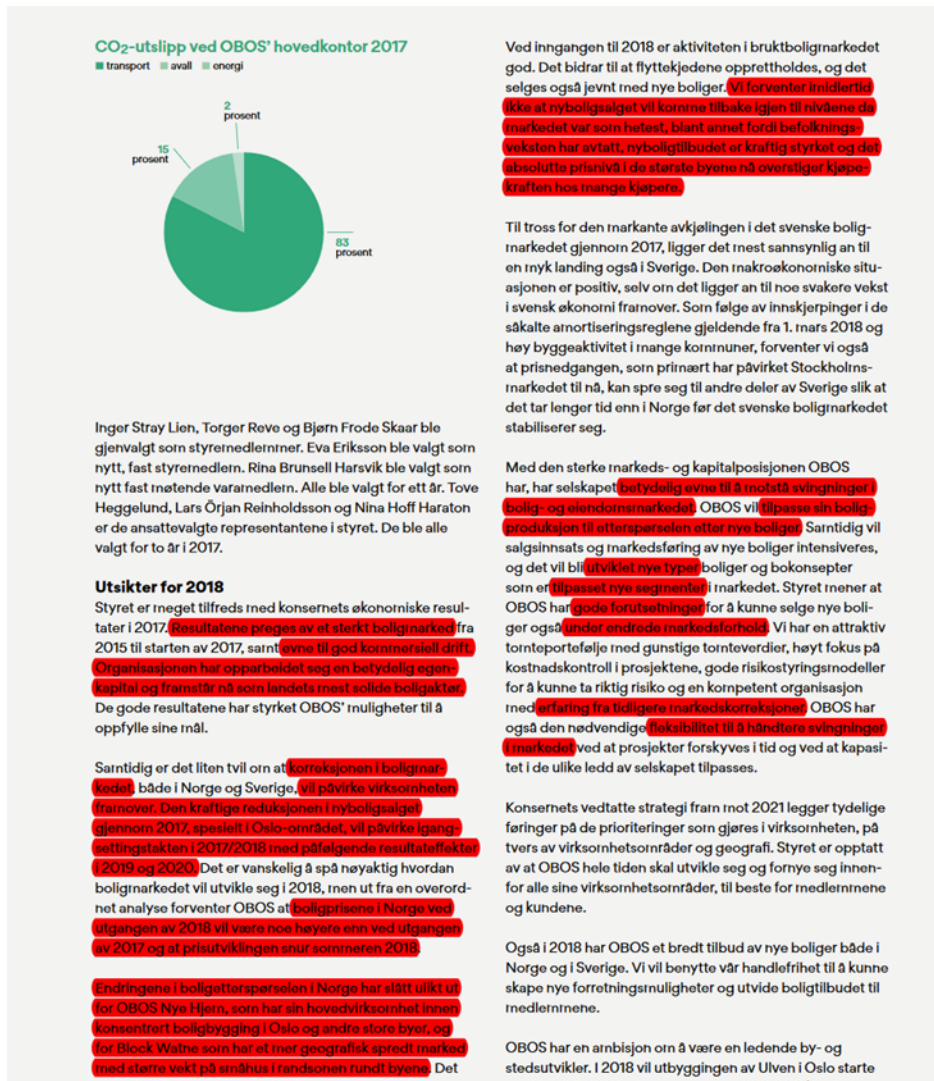 CO2-utslipp ved OBOS' hovedkontor 2017
transport avall energi
2
prosent
15
prosent
83
prosent
Inger Stray Lien, Torger Reve og Bjørn Frode Skaar ble
gjenvalgt som styremedlemmer. Eva Eriksson ble valgt som
nytt, fast styremedlem. Rina Brunsell Harsvik ble valgt som
nytt fast møtende varamedlem. Alle ble valgt for ett år. Tove
Heggelund, Lars Örjan Reinholdsson og Nina Hoff Haraton
er de ansattevalgte representantene i styret. De ble alle
valgt for to år i 2017.
Utsikter for 2018
Styret er meget tilfreds med konsernets økonomiske resul-
tater i 2017. Resultatene preges av et sterkt boligmarked fra
2015 til starten av 2017, samt evne til god kommersiell drift.
Organisasjonen har opparbeidet seg en betydelig egen-
kapital og framstår nå som landets mest solide boligaktør.
De gode resultatene har styrket OBOS' muligheter til å
oppfylle sine mål.
Samtidig er det liten tvil om at korreksjonen i boligmar-
kedet, både i Norge og Sverige, vil påvirke virksomheten
framover. Den kraftige reduksjonen i nyboligsalget
gjennom 2017, spesielt i Oslo-området, vil påvirke igang-
settingstakten i 2017/2018 med påfølgende resultateffekter
i 2019 og 2020. Det er vanskelig å spå nøyaktig hvordan
boligmarkedet vil utvikle seg i 2018, men ut fra en overord-
net analyse forventer OBOS at boligprisene i Norge ved
utgangen av 2018 vil være noe høyere enn ved utgangen
av 2017 og at prisutviklingen snur sommeren 2018.
Endringene i boligetterspørselen i Norge har slått ulikt ut
for OBOS Nye Hjem, som har sin hovedvirksomhet innen
konsentrert boligbygging i Oslo og andre store byer, og
for Block Watne som har et mer geografisk spredt marked
med større vekt på småhus i randsonen rundt byene. Det
Ved inngangen til 2018 er aktiviteten i bruktboligmarkedet
god. Det bidrar til at flyttekjedene opprettholdes, og det
selges også jevnt med nye boliger. Vi forventer imidlertid
ikke at nyboligsalget vil komme tilbake igjen til nivåene da
markedet var som hetest, blant annet fordi befolknings-
veksten har avtatt, nyboligtilbudet er kraftig styrket og det
absolutte prisnivå i de største byene nå overstiger kjøpe-
kraften hos mange kjøpere.
Til tross for den markante avkjølingen i det svenske bolig-
markedet gjennom 2017, ligger det mest sannsynlig an til
en myk landing også i Sverige. Den makroøkonomiske situ-
asjonen er positiv, selv om det ligger an til noe svakere vekst
i svensk økonomi framover. Som følge av innskjerpinger i de
såkalte amortiseringsreglene gjeldende fra 1. mars 2018 og
høy byggeaktivitet i mange kommuner, forventer vi også
at prisnedgangen, som primært har påvirket Stockholms-
markedet til nå, kan spre seg til andre deler av Sverige slik at
det tar lenger tid enn i Norge før det svenske boligmarkedet
stabiliserer seg.
Med den sterke markeds- og kapitalposisjonen OBOS
har, har selskapet betydelig evne til å motstå svingninger i
bolig- og eiendomsmarkedet. OBOS vil tilpasse sin bolig-
produksjon til etterspørselen etter nye boliger. Samtidig vil
salgsinnsats og markedsføring av nye boliger intensiveres,
og det vil bli utviklet nye typer boliger og bokonsepter
som er tilpasset nye segmenter i markedet. Styret mener at
OBOS har gode forutsetninger for å kunne selge nye boli-
ger også under endrede markedsforhold. Vi har en attraktiv
tomteportefølje med gunstige tomteverdier, høyt fokus på
kostnadskontroll i prosjektene, gode risikostyringsmodeller
for å kunne ta riktig risiko og en kompetent organisasjon
med erfaring fra tidligere markedskorreksjoner. OBOS har
også den nødvendige fleksibilitet til å håndtere svingninger
i markedet ved at prosjekter forskyves i tid og ved at kapasi-
tet i de ulike ledd av selskapet tilpasses.
Konsernets vedtatte strategi fram mot 2021 legger tydelige
føringer på de prioriteringer som gjøres i virksomheten, på
tvers av virksomhetsområder og geografi. Styret er opptatt
av at OBOS hele tiden skal utvikle seg og fornye seg innen-
for alle sine virksomhetsområder, til beste for medlemmene
og kundene.
Også i 2018 har OBOS et bredt tilbud av nye boliger både i
Norge og i Sverige. Vi vil benytte vår handlefrihet til å kunne
skape nye forretningsmuligheter og utvide boligtilbudet til
medlemmene.
OBOS har en ambisjon om å være en ledende by- og
stedsutvikler. I 2018 vil utbyggingen av Ulven i Oslo starte